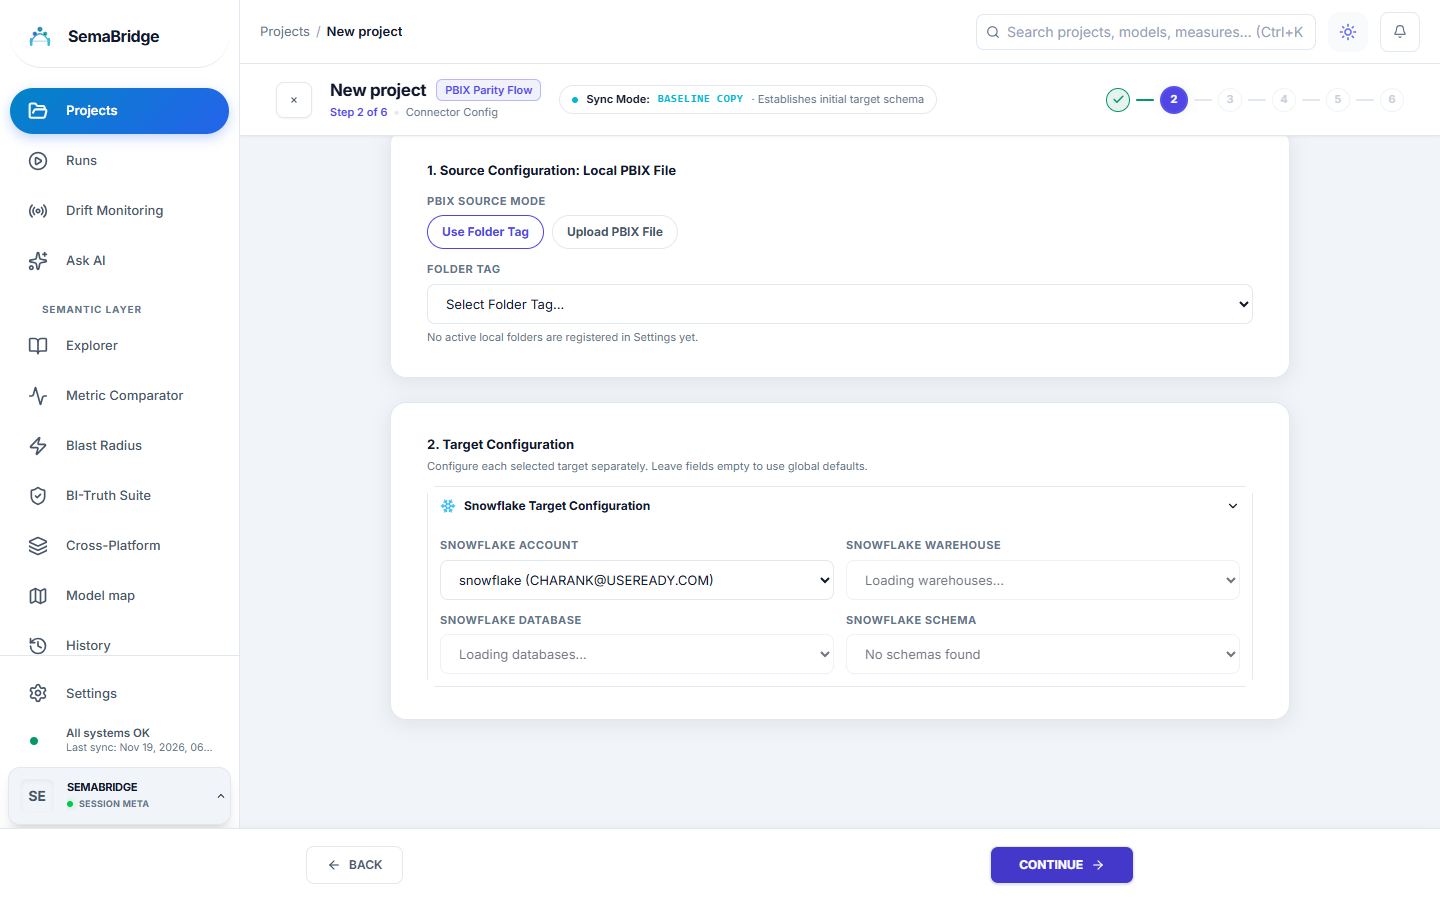 SemaBridge
Projects / New project
Search projects, models, measures... (Ctrl+K
Projects
Runs
Drift Monitoring
Ask AI
SEMANTIC LAYER
Explorer
Metric Comparator
Blast Radius
BI-Truth Suite
Cross-Platform
Model map
History
Settings
All systems OK
Last sync: Nov 19, 2026, 06...
SE
SEMABRIDGE
SESSION META
×
New project
PBIX Parity Flow
Step 2 of 6 Connector Config
Sync Mode: BASELINE COPY · Establishes initial target schema
2 3 4 5 6
1. Source Configuration: Local PBIX File
PBIX SOURCE MODE
Use Folder Tag Upload PBIX File
FOLDER TAG
Select Folder Tag...
No active local folders are registered in Settings yet.
2. Target Configuration
Configure each selected target separately. Leave fields empty to use global defaults.
Snowflake Target Configuration
SNOWFLAKE ACCOUNT SNOWFLAKE WAREHOUSE
snowflake (CHARANK@USEREADY.COM) Loading warehouses...
SNOWFLAKE DATABASE SNOWFLAKE SCHEMA
Loading databases... No schemas found
← BACK
CONTINUE →